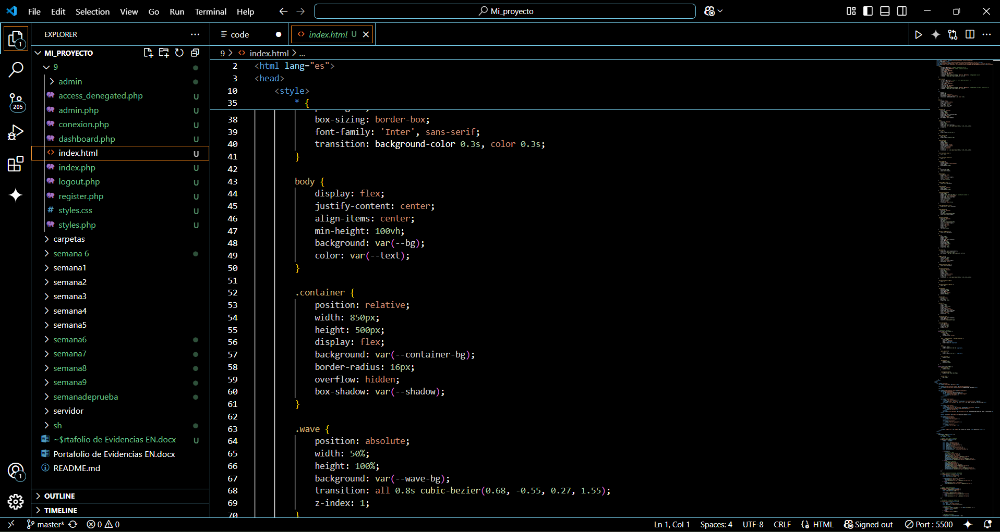 File Edit Selection View Go Run Terminal Help
Mi_proyecto
EXPLORER
MI_PROYECTO
9
admin
access_denegated.php U
admin.php U
conexion.php U
dashboard.php U
index.html U
index.php U
logout.php U
register.php U
styles.css U
styles.php U
carpetas
semana 6
semana1
semana2
semana3
semana4
semana5
semana6
semana7
semana8
semana9
semanadeprueba
servidor
sh
~$rtafolio de Evidencias EN.docx U
Portafolio de Evidencias EN.docx
README.md
OUTLINE
TIMELINE
1
205
1
code
index.html U
9 > index.html > ...
2 <html lang="es">
3 <head>
10 <style>
35 * {
38 box-sizing: border-box;
39 font-family: 'Inter', sans-serif;
40 transition: background-color 0.3s, color 0.3s;
41 }
42
43 body {
44 display: flex;
45 justify-content: center;
46 align-items: center;
47 min-height: 100vh;
48 background: var(--bg);
49 color: var(--text);
50 }
51
52 .container {
53 position: relative;
54 width: 850px;
55 height: 500px;
56 display: flex;
57 background: var(--container-bg);
58 border-radius: 16px;
59 overflow: hidden;
60 box-shadow: var(--shadow);
61 }
62
63 .wave {
64 position: absolute;
65 width: 50%;
66 height: 100%;
67 background: var(--wave-bg);
68 transition: all 0.8s cubic-bezier(0.68, -0.55, 0.27, 1.55);
69 z-index: 1;
70 }
master* 0 0
Ln 1, Col 1 Spaces: 4 UTF-8 CRLF {} HTML Signed out Port : 5500